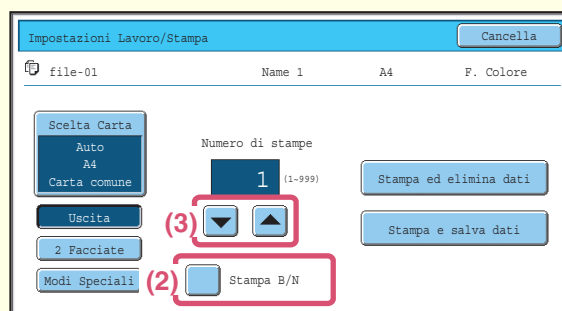 Impostazioni Lavoro/Stampa
Cancella
file-01 Name 1 A4 F. Colore
Scelta Carta
Auto
A4
Carta comune
Numero di stampe
1 (1~999)
Stampa ed elimina dati
Uscita
(3)
Stampa e salva dati
2 Facciate
Modi Speciali
(2)
Stampa B/N